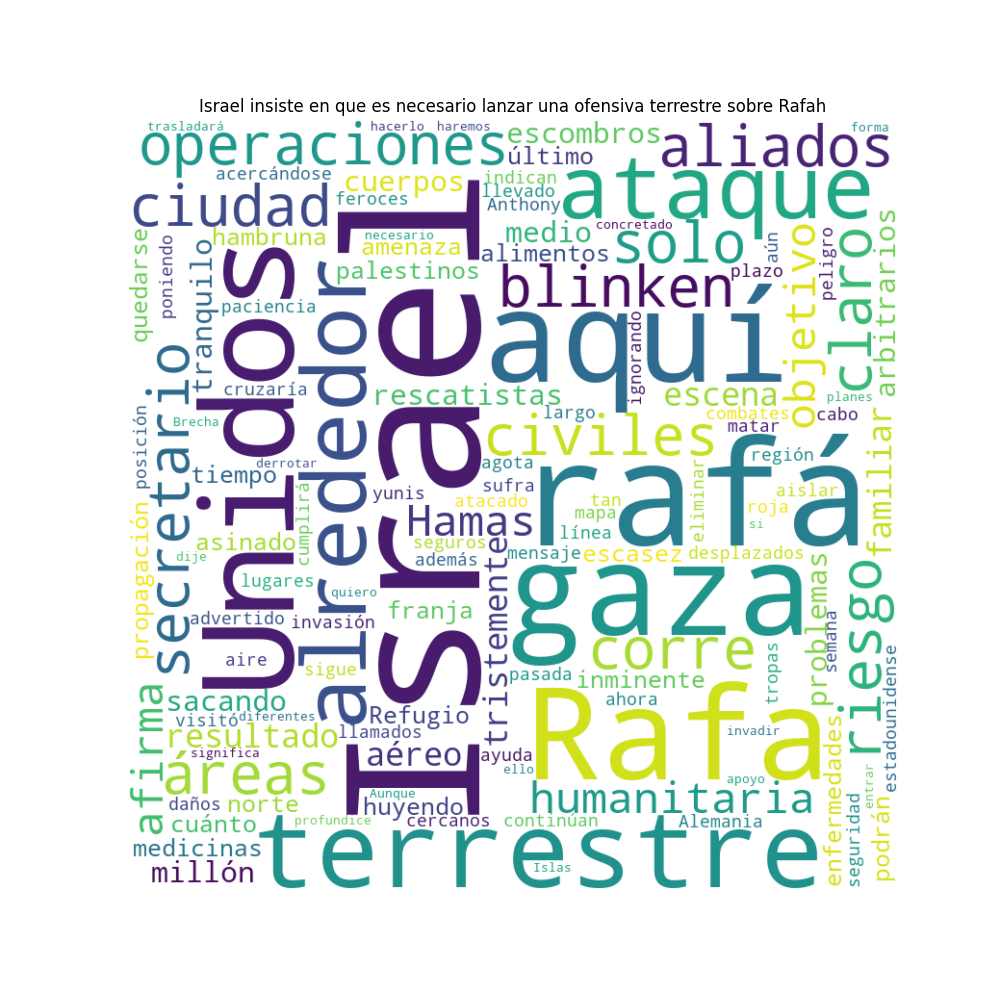 Israel insiste en que es necesario lanzar una ofensiva terrestre sobre Rafah
trasladará
hacerlo
haremos
forma
operaciones
escombros
aliados
último
acercándose
cuerpos
indican
ataque
ciudad
feroces
llevado
Anthony
concretado
hambruna
necesario
amenaza
medio
solo
alimentos
aún
peligro
claro
arbitrarios
quedarse
poniendo
tranquilo
unidos
alrededor
Israel
palestinos
blinken
plazo
objetivo
paciencia
aquí
ignorando
secretario
cruzaría
rescatistas
escena
planes
posición
Brecha
largo
combates
cabo
matar
familiar
civiles
derrotar
tiempo
agota
región
yunis
sufra
eliminar
aislar
rafá
cumplirá
atacado
tan
mapa
roja
propagación
Hamas
línea
si
asinado
seguros
mensaje
escasez
desplazados
dije
además
tristemente
lugares
quiero
gaza
problemas
riesgo
advertido
invasión
franja
semana
corre
aire
sigue
pasada
inminente
tropas
estadounidense
afirma
sacando
ahora
visitó
diferentes
Refugio
Rafa
llamados
invadir
resultado
significa
aéreo
ayuda
enfermedades
áreas
ello
apoyo
entrar
daños
norte
Aunque
huyendo
humanitaria
seguridad
podrán
cuánto
profundice
cercanos
continúan
Alemania
medicinas
terrestre
millón
Islas